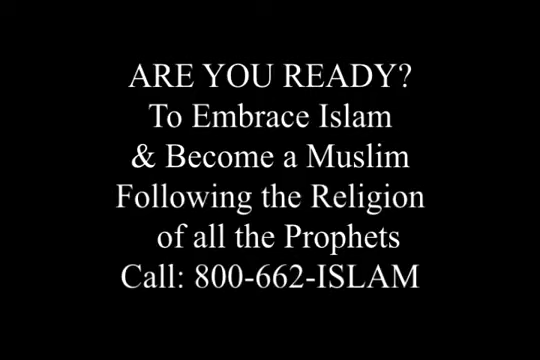 ARE YOU READY?
To Embrace Islam
& Become a Muslim
Following the Religion
of all the Prophets
Call: 800-662-ISLAM